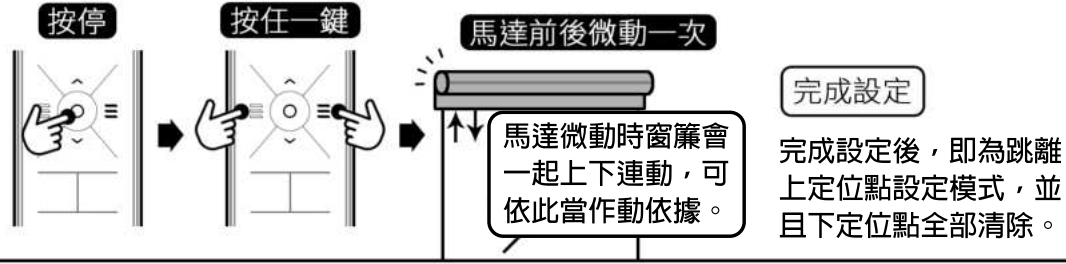 按停
按任一鍵
馬達前後微動一次
馬達微動時窗簾會
一起上下連動，可
依此當作動依據。
完成設定
完成設定後，即為跳離
上定位點設定模式，並
且下定位點全部清除。